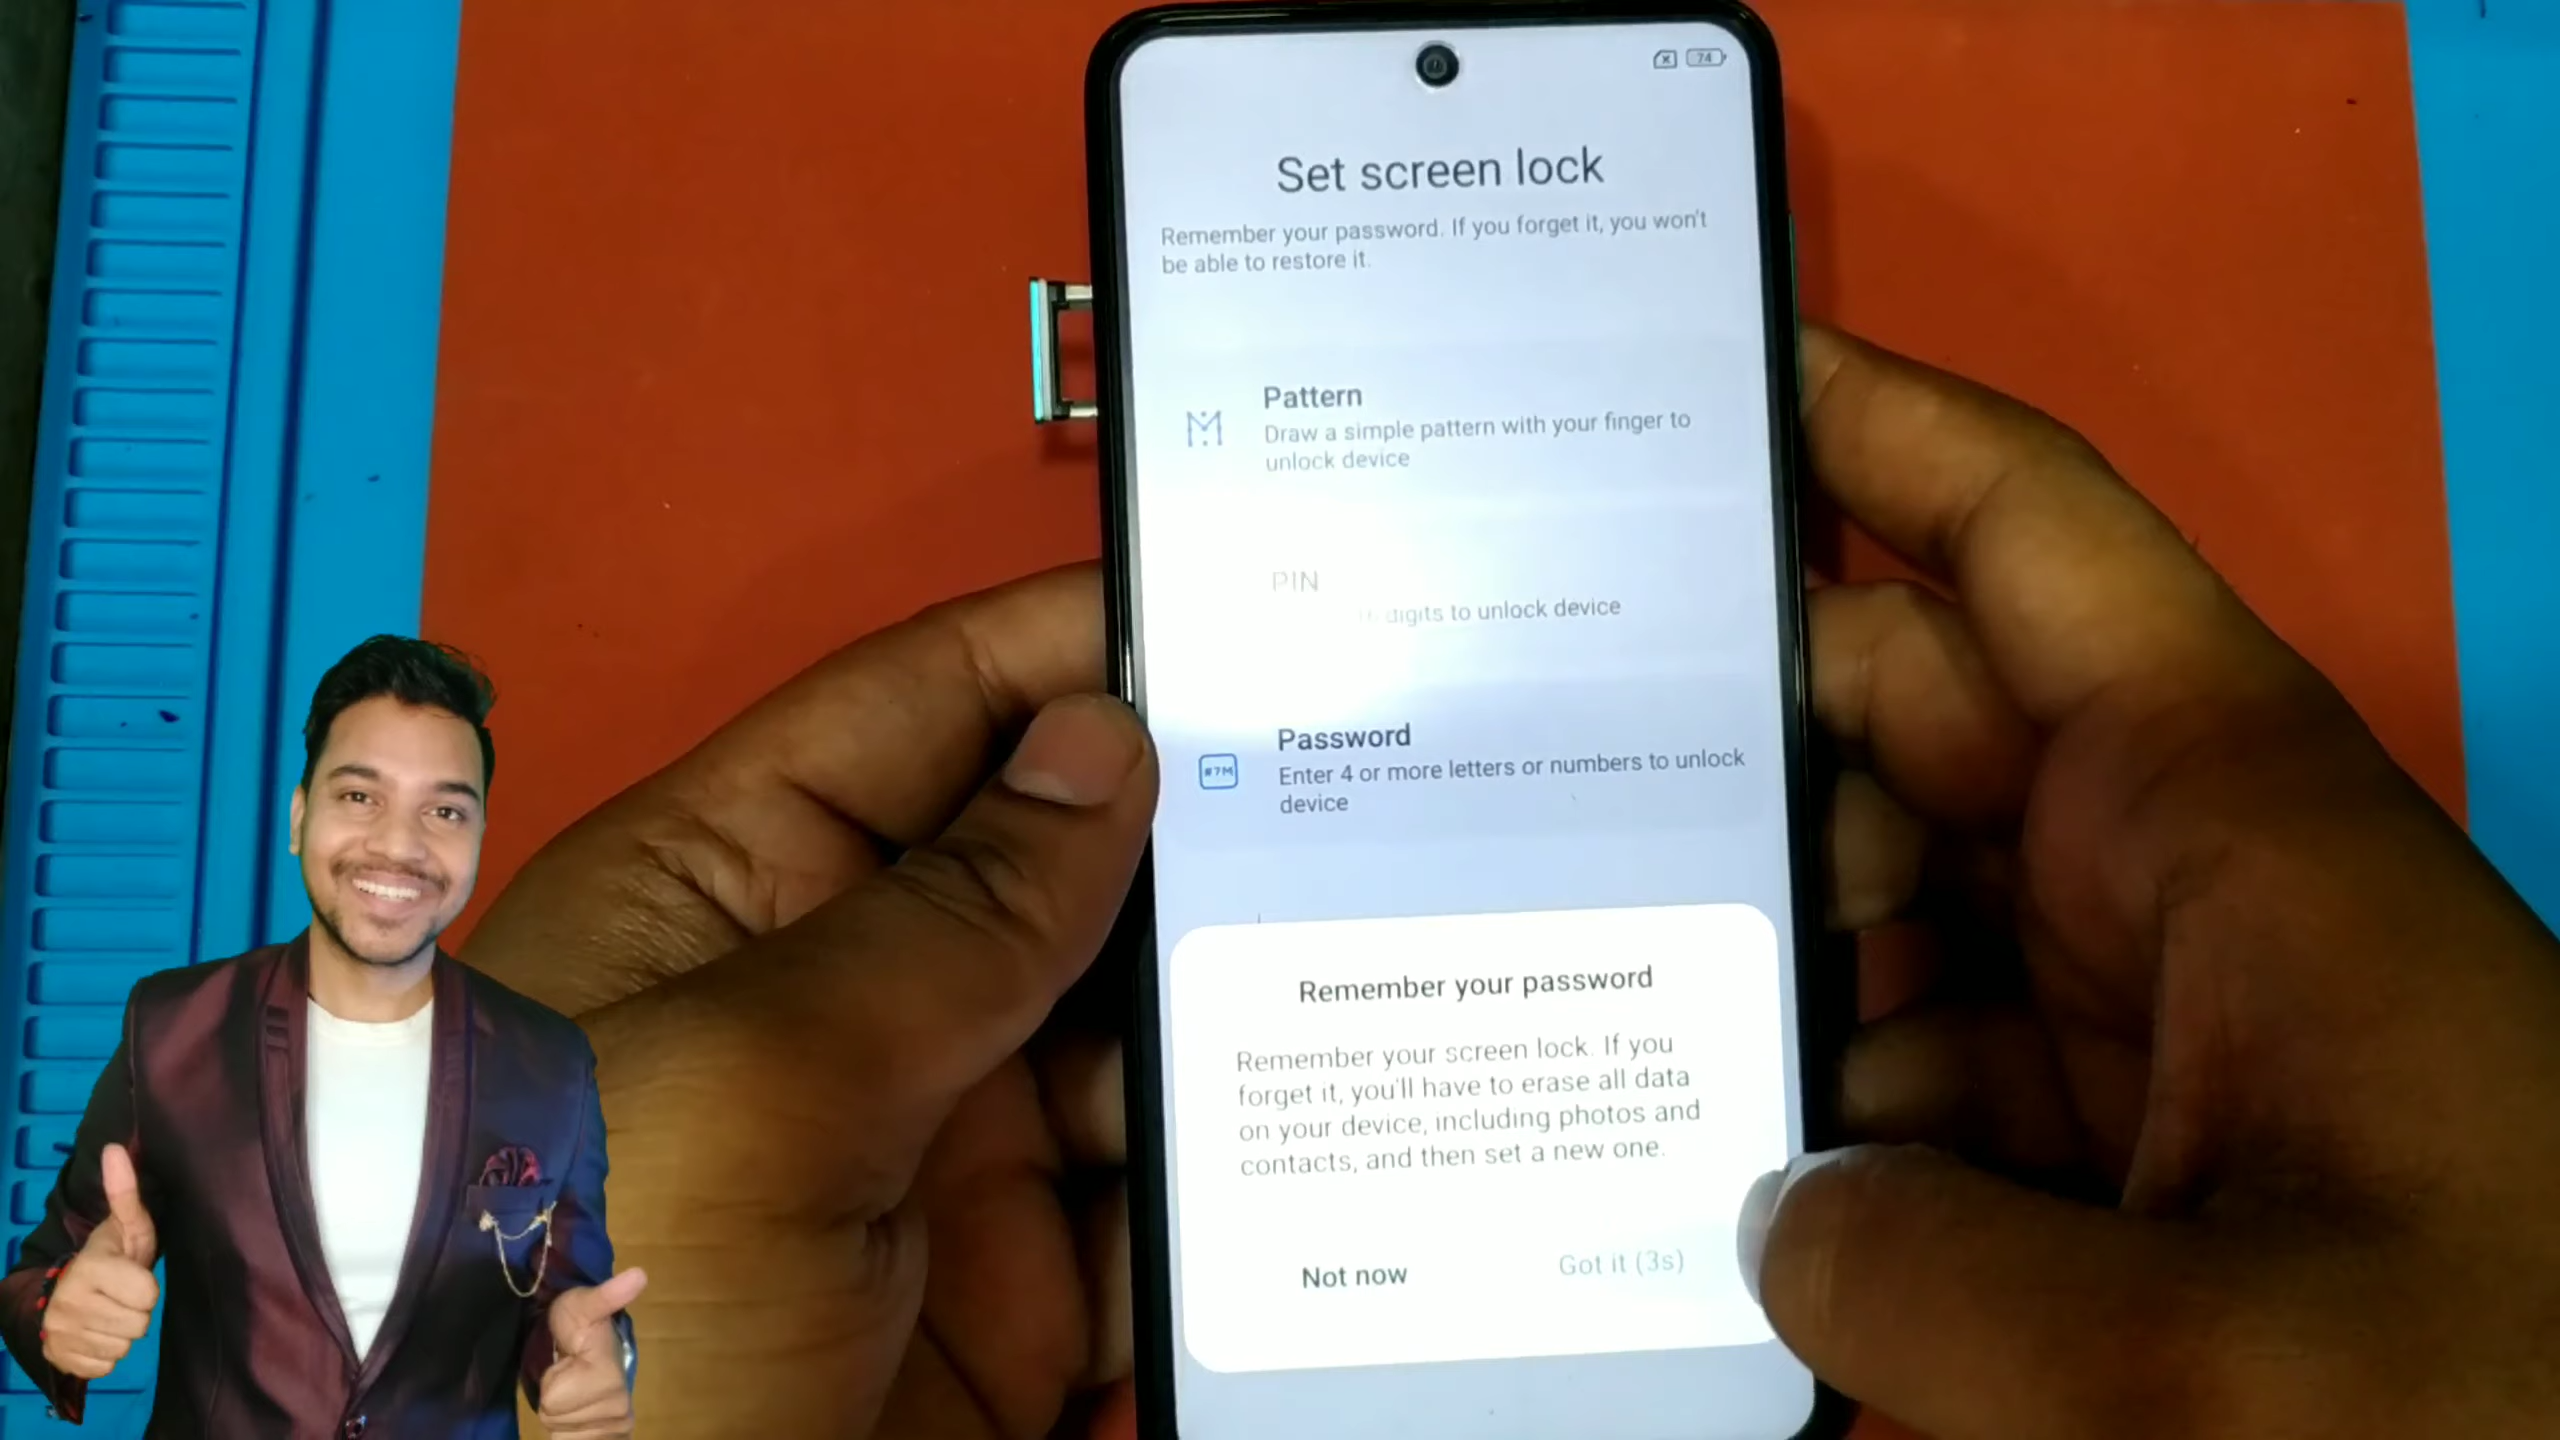 74
Set screen lock
Remember your password. If you forget it, you won't
be able to restore it.
Pattern
Draw a simple pattern with your finger to
unlock device
PIN
digits to unlock device
Password
Enter 4 or more letters or numbers to unlock
device
Remember your password
Remember your screen lock. If you
forget it, you'll have to erase all data
on your device, including photos and
contacts, and then set a new one.
Not now
Got it (3s)